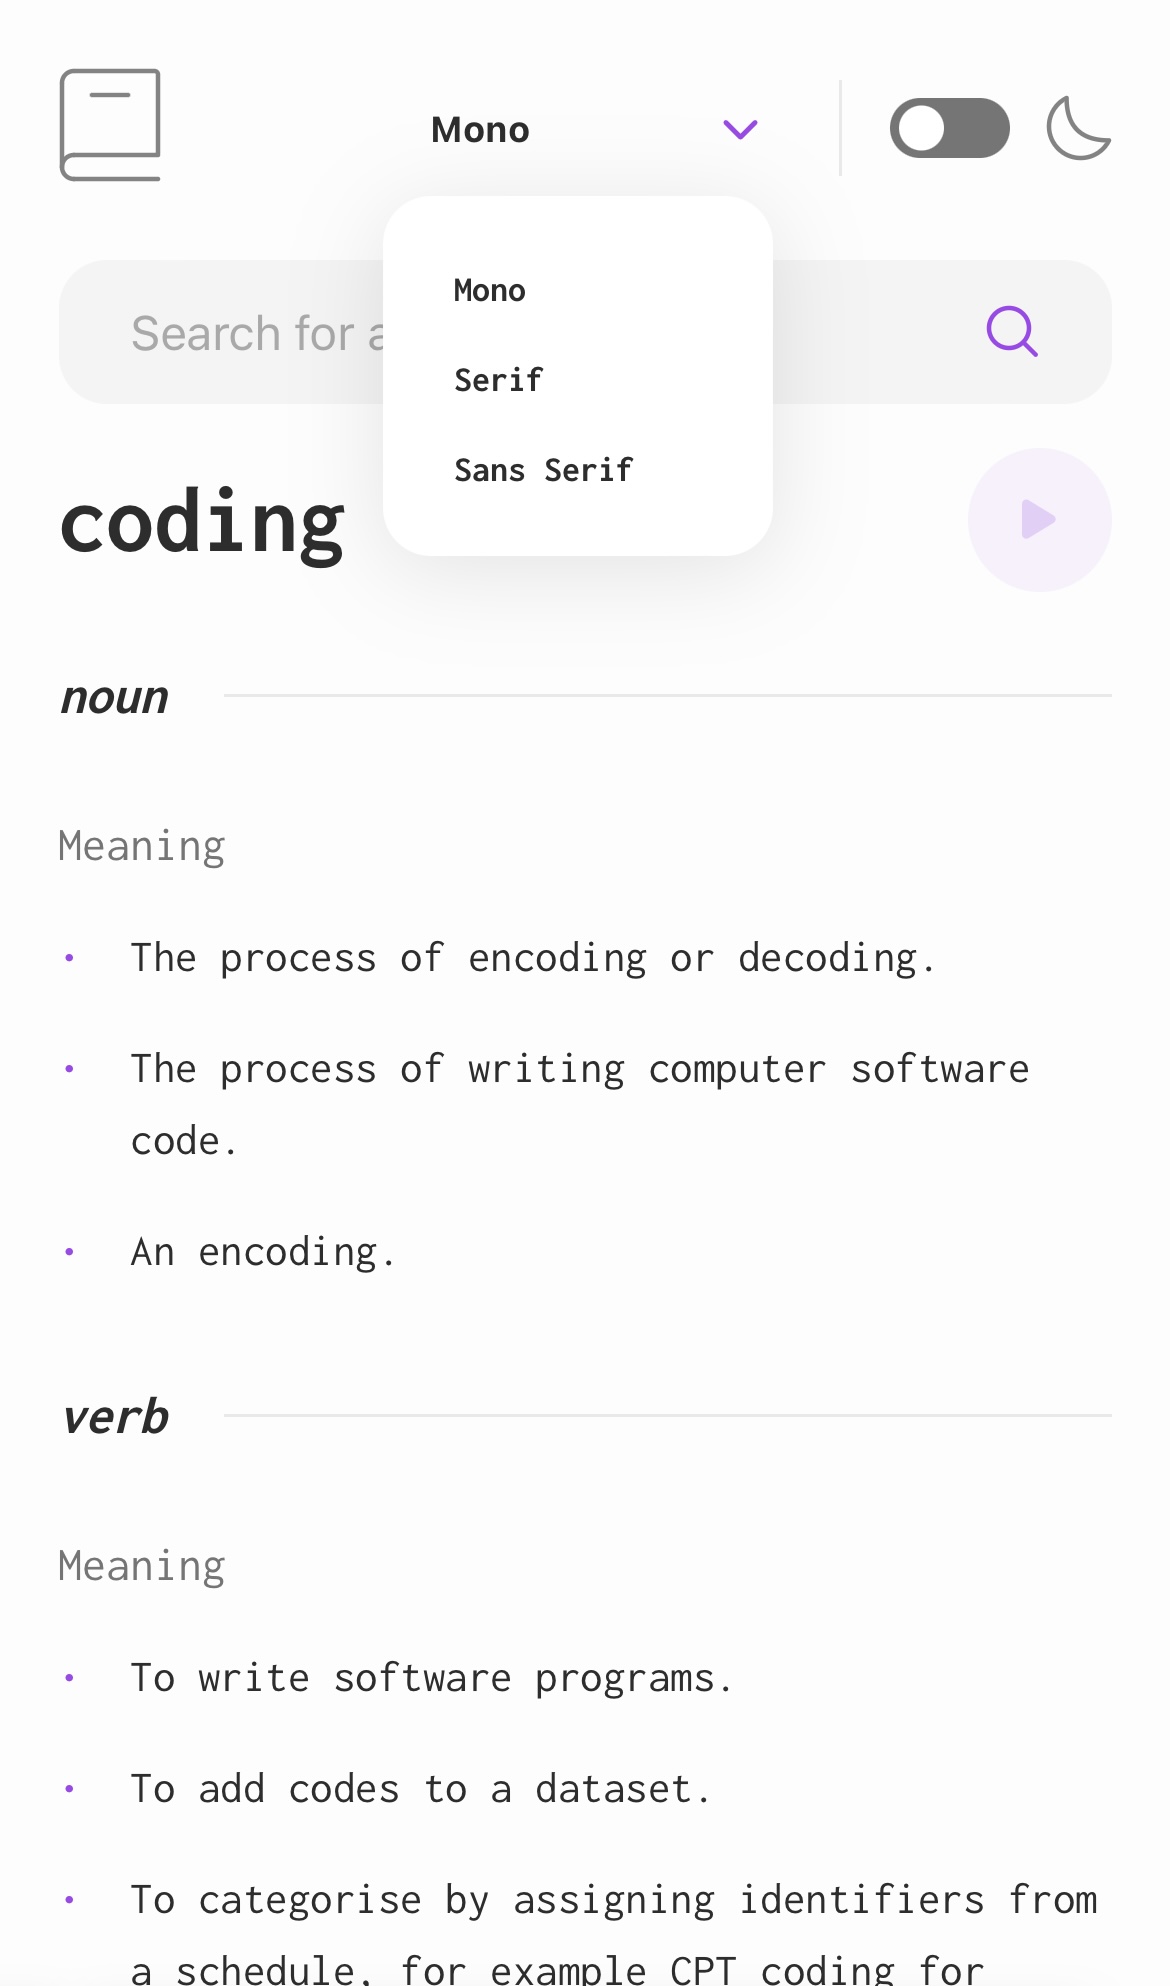 Mono
Mono
Serif
Sans Serif
Search for a
coding
noun
Meaning
• The process of encoding or decoding.
• The process of writing computer software
code.
• An encoding.
verb
Meaning
• To write software programs.
• To add codes to a dataset.
• To categorise by assigning identifiers from
a schedule, for example CPT coding for